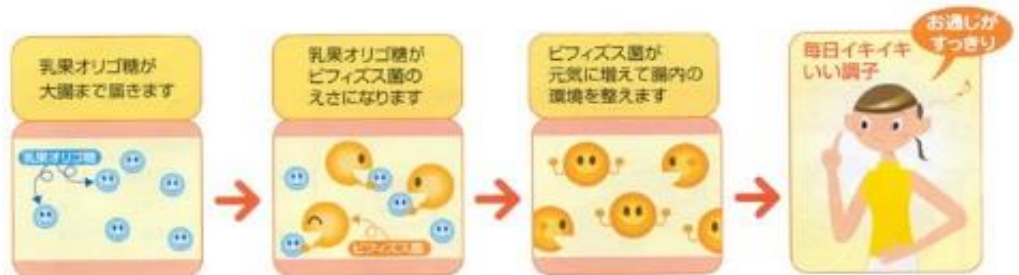 乳果オリゴ糖が
大腸まで届きます
乳果オリゴ糖
乳果オリゴ糖が
ビフィズス菌の
えさになります
ビフィズス菌
ビフィズス菌が
元気に増えて腸内の
環境を整えます
お通じが
すっきり
毎日イキイキ
いい調子